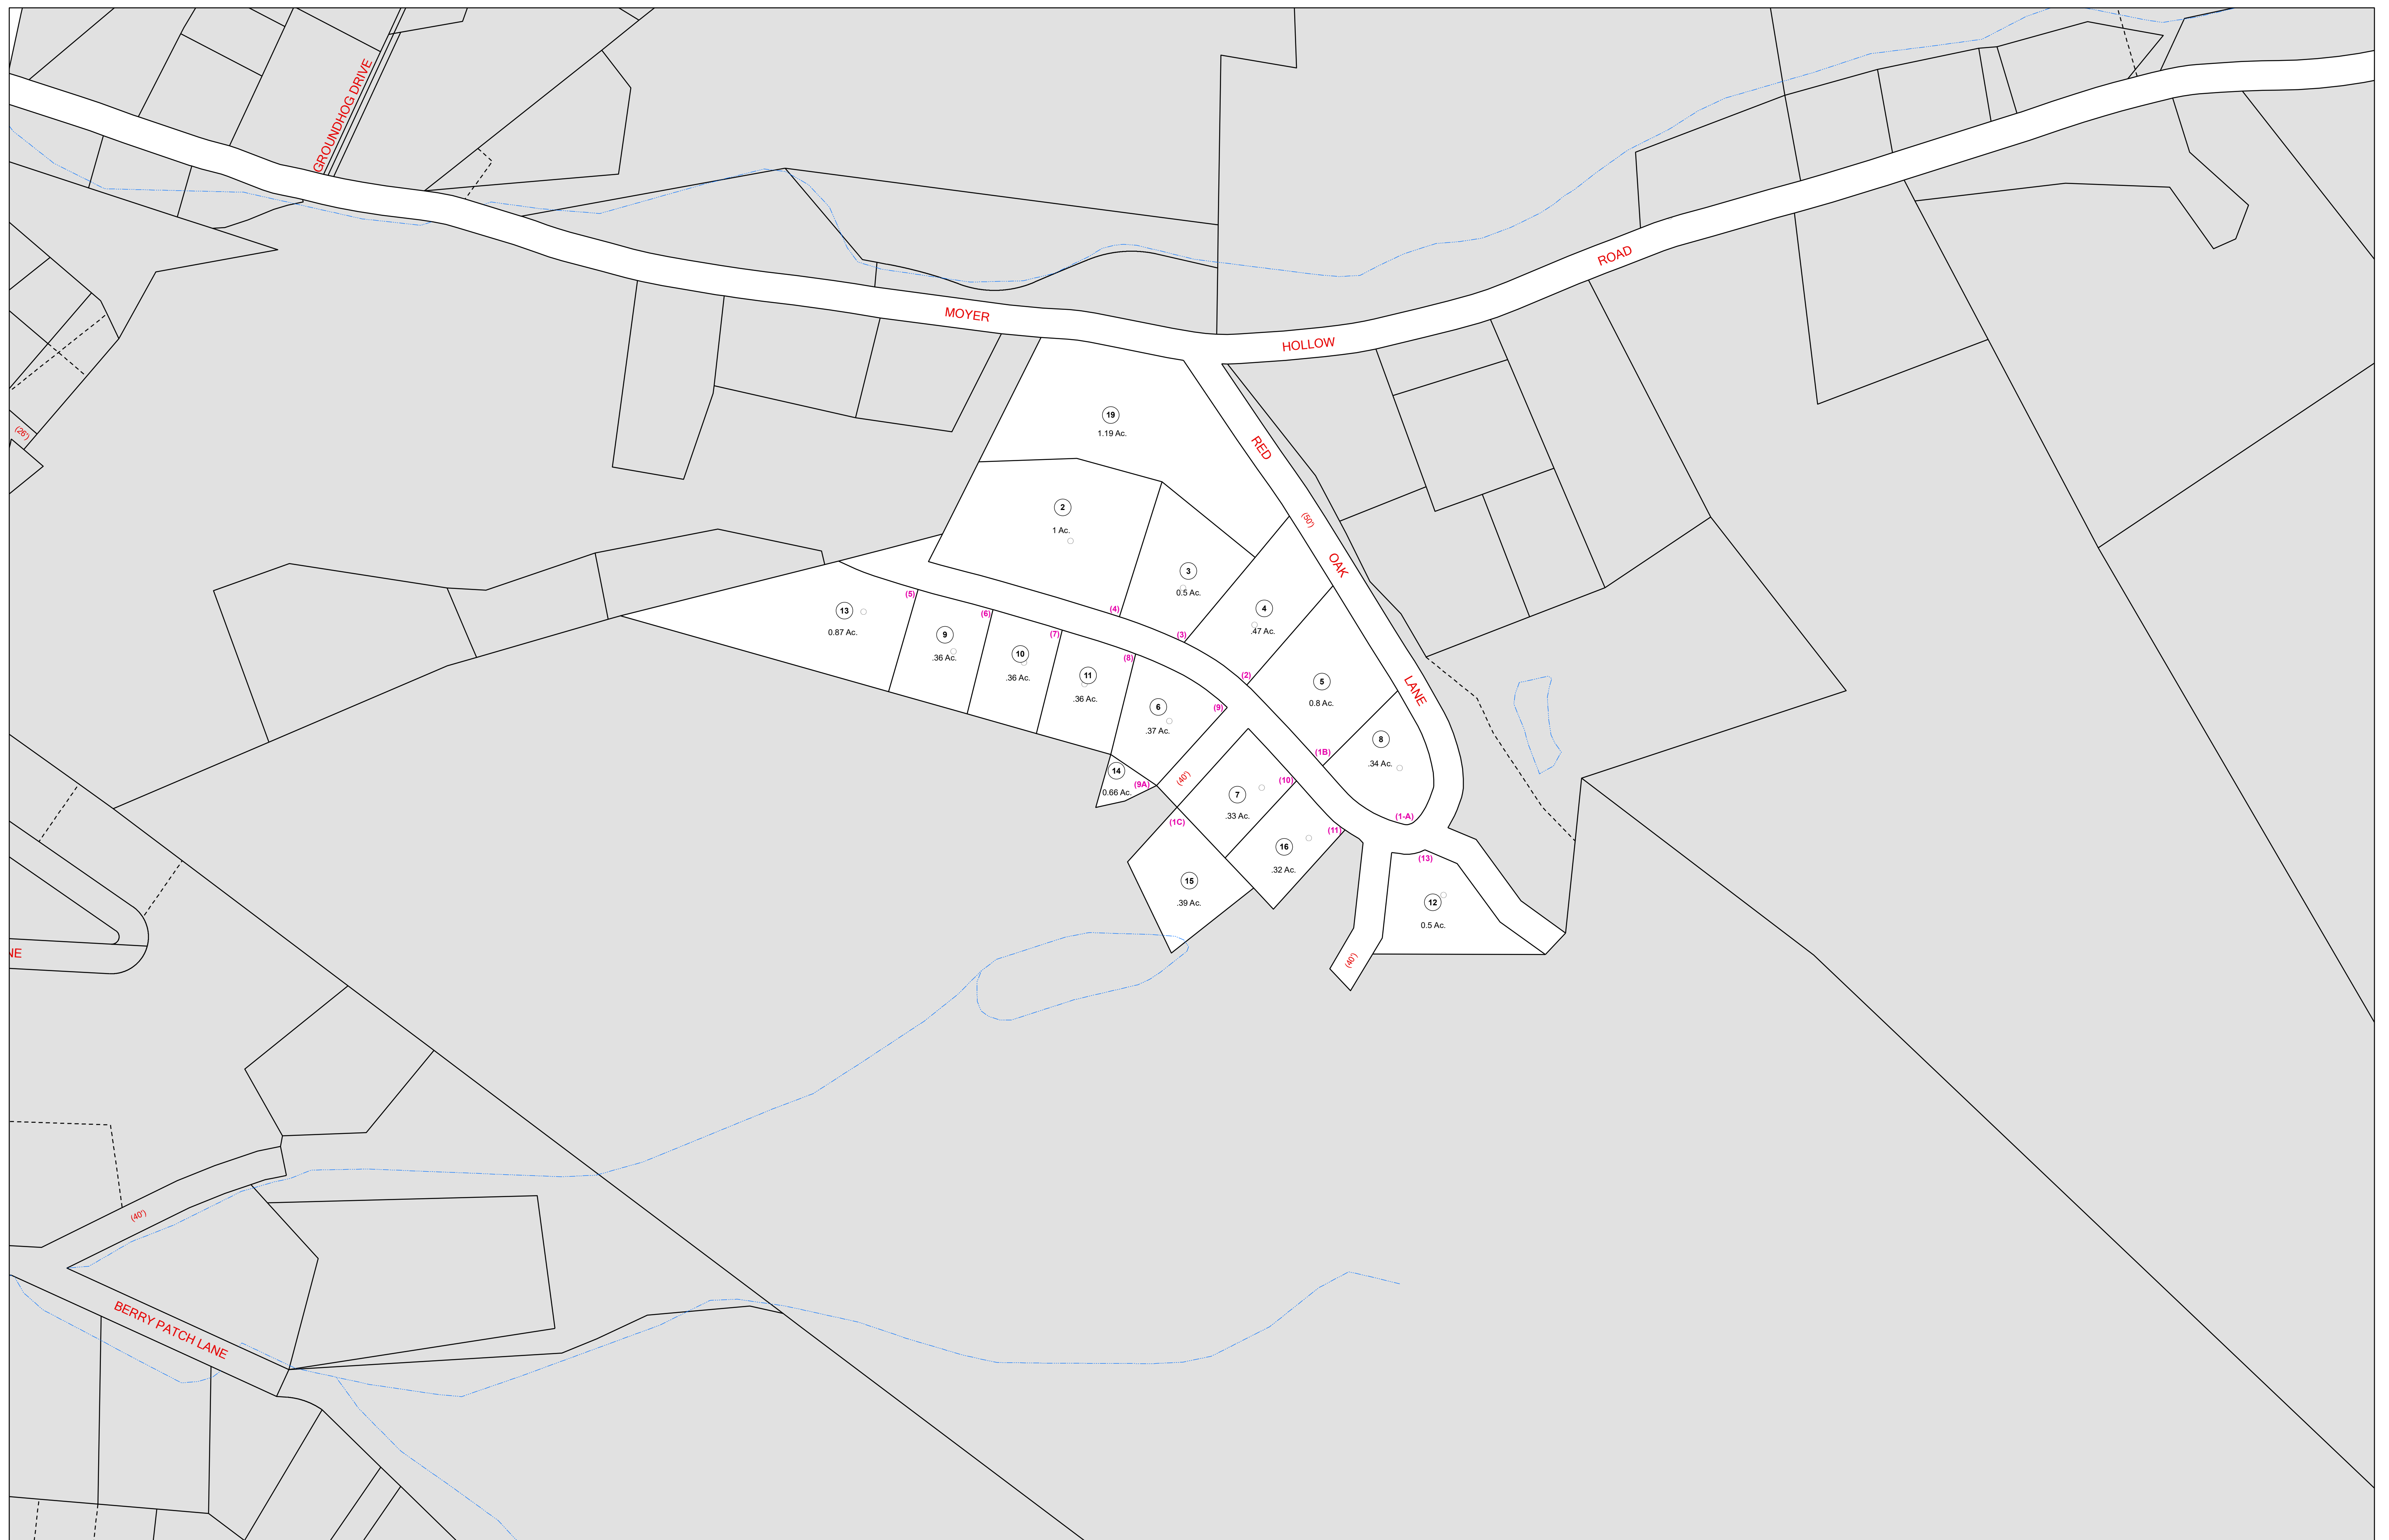 GROUNDHOG DRIVE
ROAD
MOYER
HOLLOW
19
1.19 Ac.
(26')
RED
2
1 Ac.
(50')
OAK
3
0.5 Ac.
(5)
(4)
4
.47 Ac.
13
0.87 Ac.
(6)
(7)
(3)
9
.36 Ac.
10
.36 Ac.
(8)
11
.36 Ac.
(2)
5
0.8 Ac.
LANE
6
.37 Ac.
(9)
8
.34 Ac.
(1B)
14
0.66 Ac.
(9A)
(40')
(10)
7
.33 Ac.
(1C)
(1-A)
(11)
16
.32 Ac.
(13)
15
.39 Ac.
12
0.5 Ac.
NE
(40')
(40')
BERRY PATCH LANE